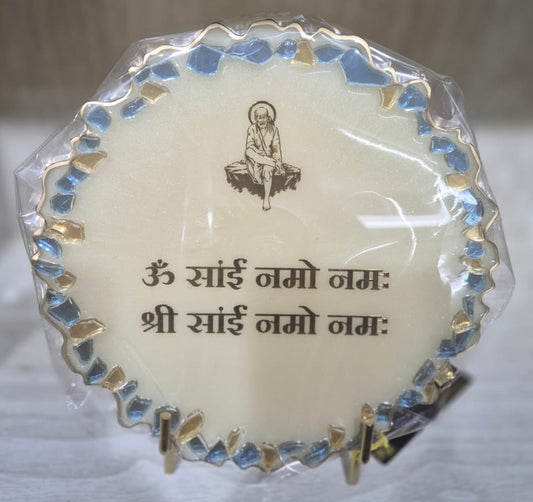 ॐ सांई नमो नमः
श्री सांई नमो नमः